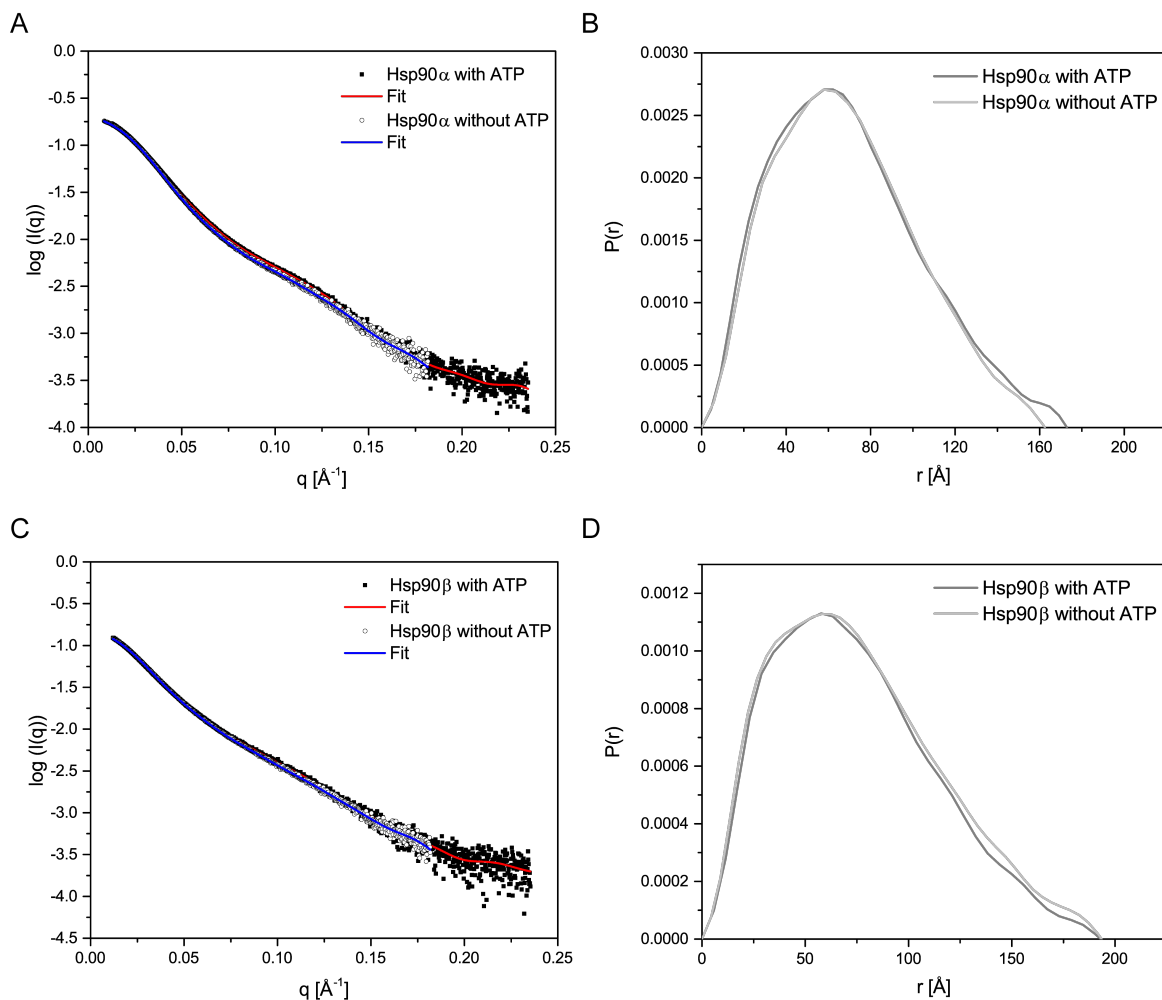 A
0.0
-0.5
-1.0
-1.5
-2.0
-2.5
-3.0
-3.5
-4.0
log (I(q))
0.00 0.05 0.10 0.15 0.20 0.25
q [Å⁻¹]
Hsp90α with ATP
Fit
Hsp90α without ATP
Fit
B
0.0030
0.0025
0.0020
0.0015
0.0010
0.0005
0.0000
P(r)
0 40 80 120 160 200
r [Å]
Hsp90α with ATP
Hsp90α without ATP
C
0.0
-0.5
-1.0
-1.5
-2.0
-2.5
-3.0
-3.5
-4.0
-4.5
log (I(q))
0.00 0.05 0.10 0.15 0.20 0.25
q [Å⁻¹]
Hsp90β with ATP
Fit
Hsp90β without ATP
Fit
D
0.0012
0.0010
0.0008
0.0006
0.0004
0.0002
0.0000
P(r)
0 50 100 150 200
r [Å]
Hsp90β with ATP
Hsp90β without ATP